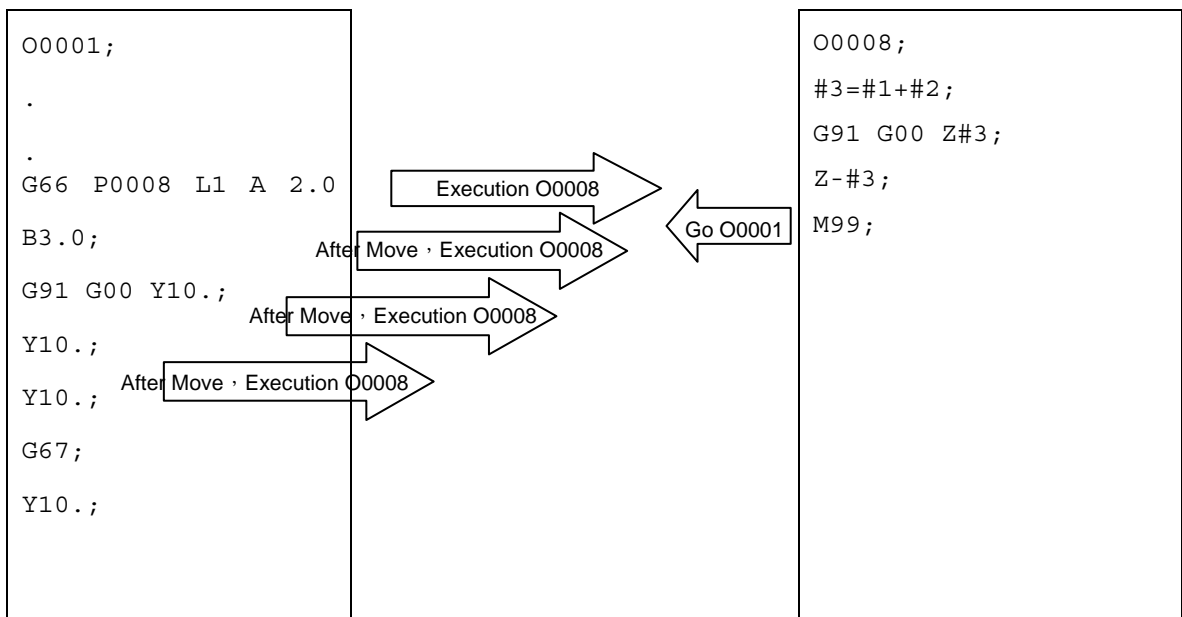 O0001;
.
.
G66 P0008 L1 A 2.0
B3.0;
G91 G00 Y10.;
Y10.;
Y10.;
G67;
Y10.;
Execution O0008
After Move，Execution O0008
After Move，Execution O0008
After Move，Execution O0008
Go O0001
O0008;
#3=#1+#2;
G91 G00 Z#3;
Z-#3;
M99;